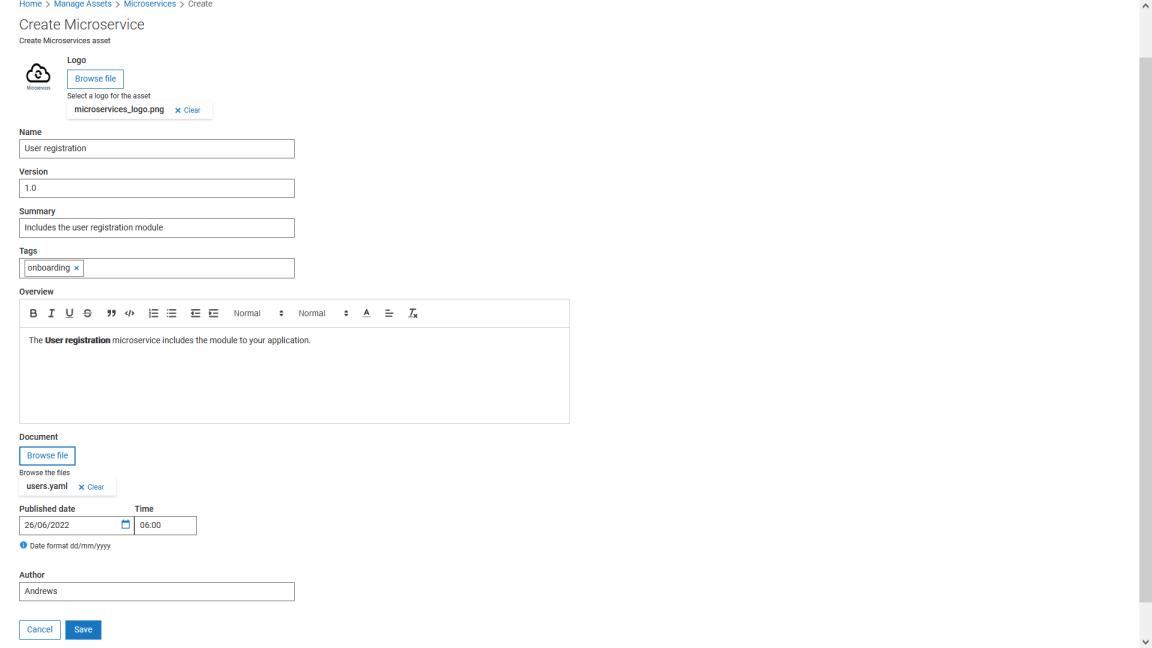 Home > Manage Assets > Microservices > Create
Create Microservice
Create Microservices asset
Microservices
Logo
Browse file
Select a logo for the asset
microservices_logo.png × Clear
Name
User registration
Version
1.0
Summary
Includes the user registration module
Tags
onboarding ×
Overview
B I U S Normal Normal A
The User registration microservice includes the module to your application.
Document
Browse file
Browse the files
users.yaml × Clear
Published date Time
26/06/2022 06:00
Date format dd/mm/yyyy
Author
Andrews
Cancel Save